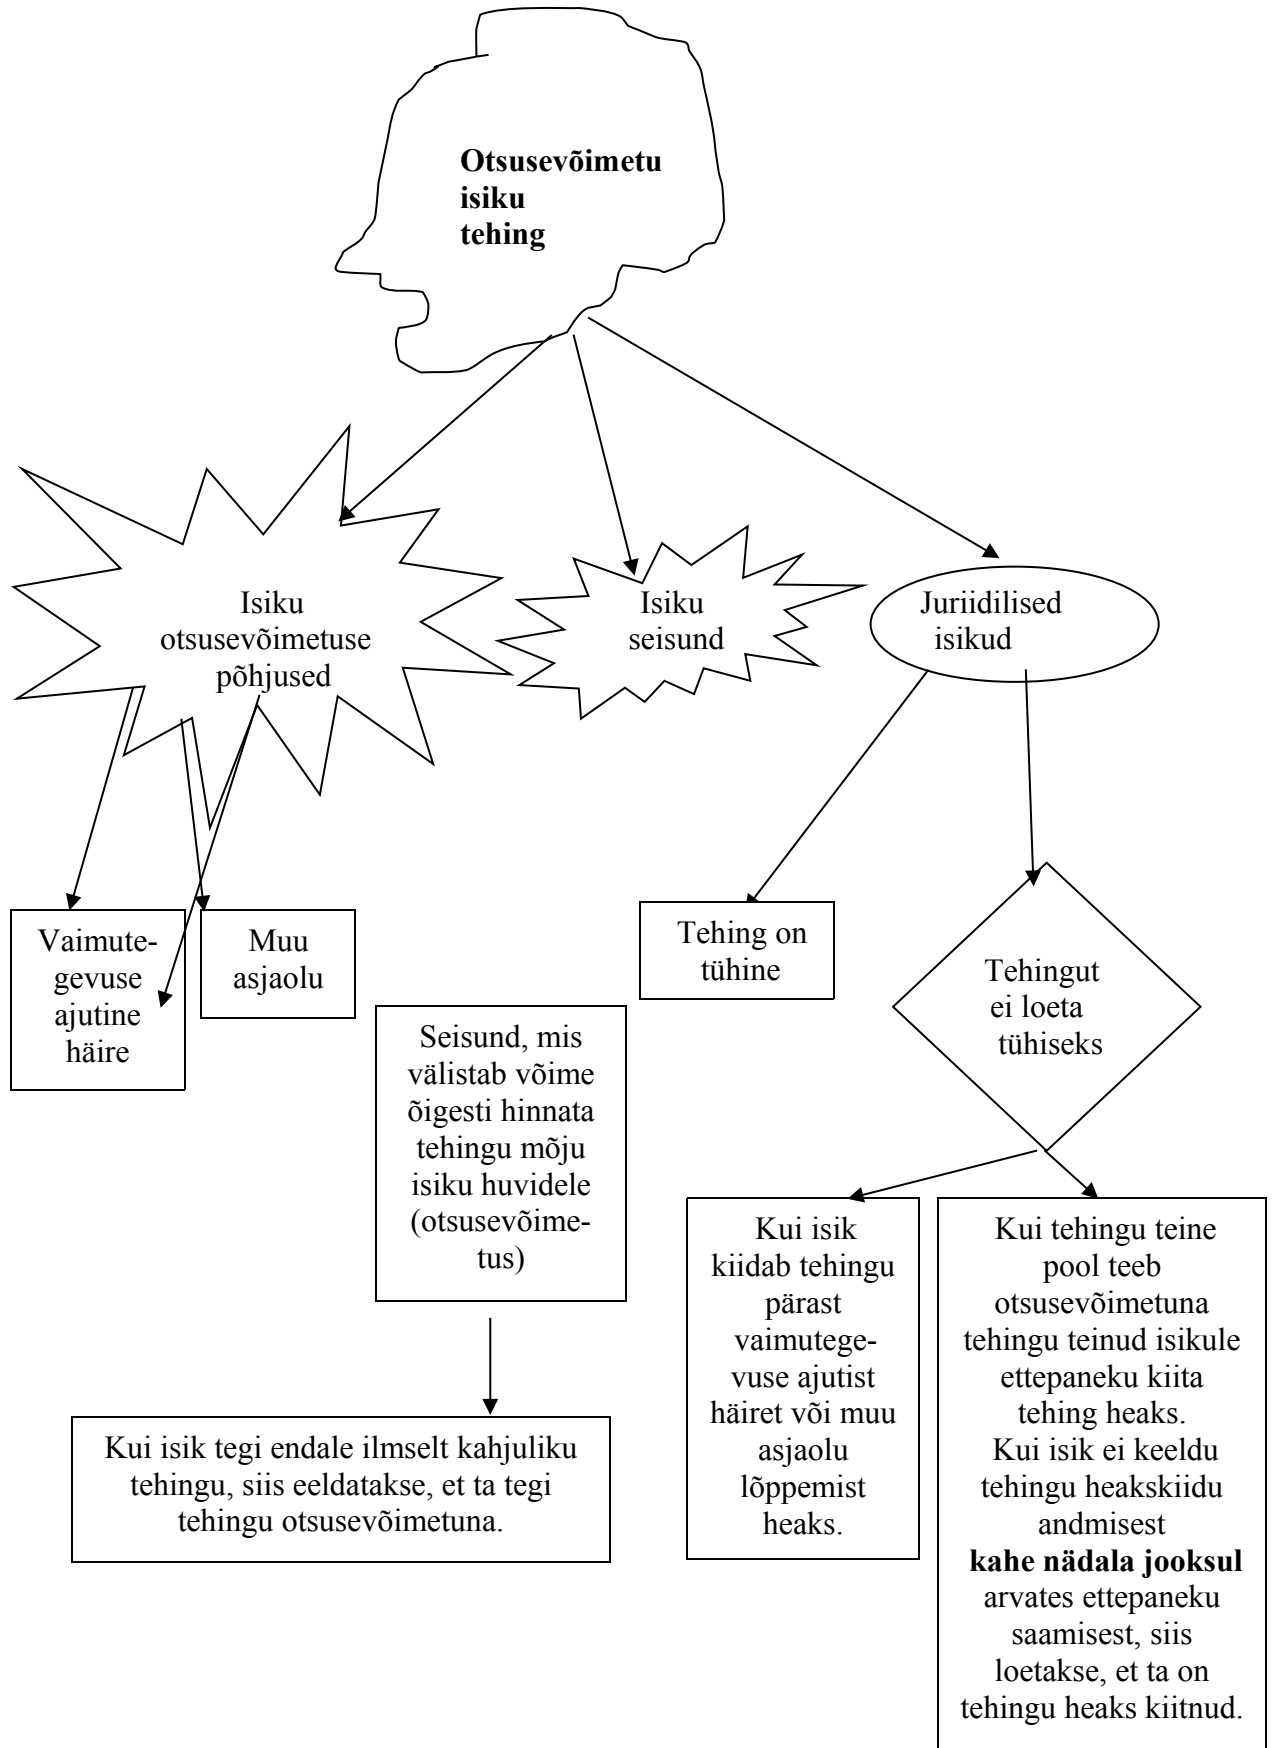 Otsusevõimetu
isiku
tehing
Isiku
otsusevõimetuse
põhjused
Isiku
seisund
Juriidilised
isikud
Vaimute-
gevuse
ajutine
häire
Muu
asjaolu
Seisund, mis
välistab võime
õigesti hinnata
tehingu mõju
isiku huvidele
(otsusevõime-
tus)
Kui isik tegi endale ilmselt kahjuliku
tehingu, siis eeldatakse, et ta tegi
tehingu otsusevõimetuna.
Tehing on
tühine
Tehingut
ei loeta
tühiseks
Kui isik
kiidab tehingu
pärast
vaimutege-
vuse ajutist
häiret või muu
asjaolu
lõppemist
heaks.
Kui tehingu teine
pool teeb
otsusevõimetuna
tehingu teinud isikule
ettepaneku kiita
tehing heaks.
Kui isik ei keeldu
tehingu heakskiidu
andmisest
kahe nädala jooksul
arvates ettepaneku
saamisest, siis
loetakse, et ta on
tehingu heaks kiitnud.